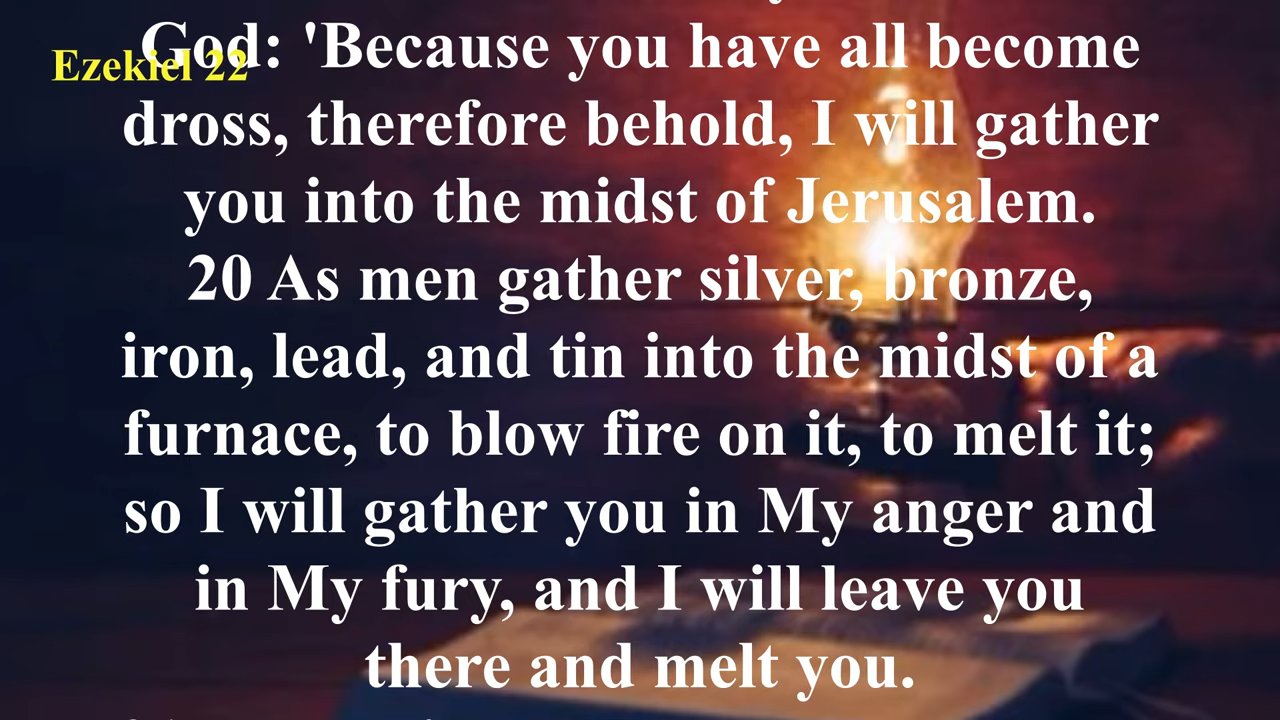 Ezekiel 22
God: 'Because you have all become
dross, therefore behold, I will gather
you into the midst of Jerusalem.
20 As men gather silver, bronze,
iron, lead, and tin into the midst of a
furnace, to blow fire on it, to melt it;
so I will gather you in My anger and
in My fury, and I will leave you
there and melt you.